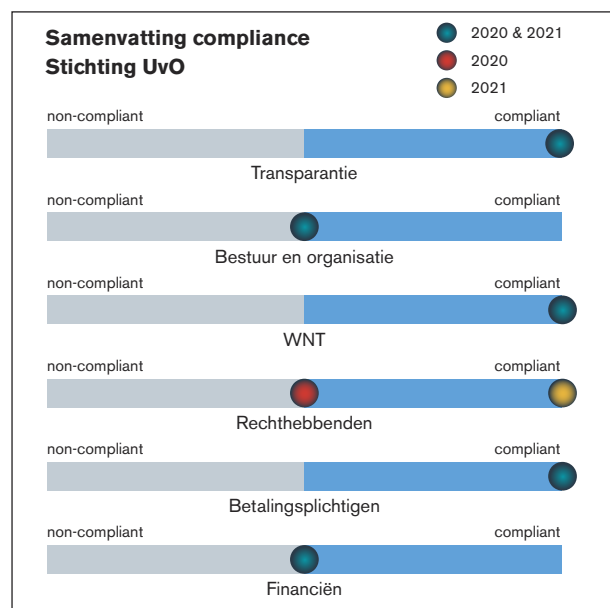 Samenvatting compliance
Stichting UvO
2020 & 2021
2020
2021
non-compliant compliant
Transparantie
non-compliant compliant
Bestuur en organisatie
non-compliant compliant
WNT
non-compliant compliant
Rechthebbenden
non-compliant compliant
Betalingsplichtigen
non-compliant compliant
Financiën